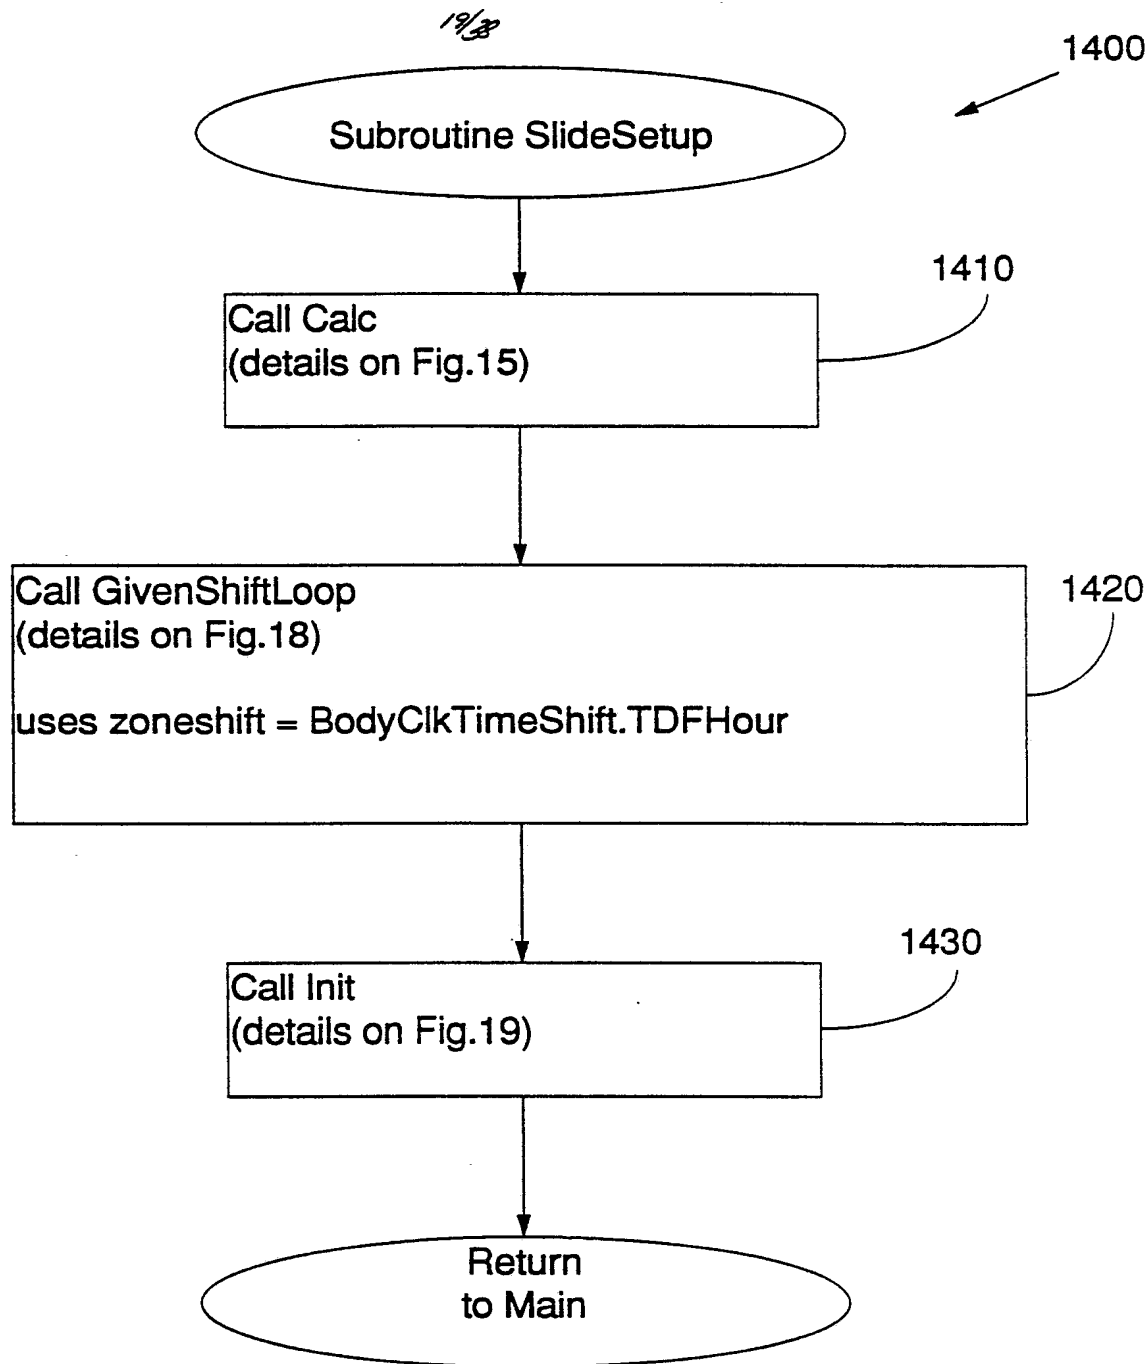 19/38
1400
Subroutine SlideSetup
1410
Call Calc
(details on Fig.15)
1420
Call GivenShiftLoop
(details on Fig.18)
uses zoneshift = BodyClkTimeShift.TDFHour
1430
Call Init
(details on Fig.19)
Return
to Main